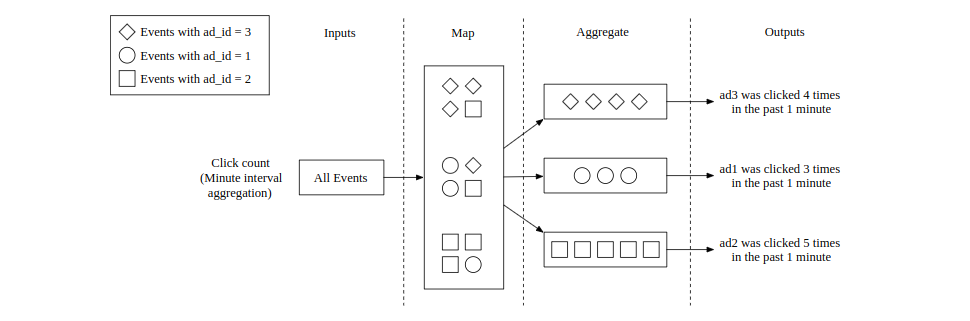 Events with ad_id = 3
Events with ad_id = 1
Events with ad_id = 2
Inputs
Map
Aggregate
Outputs
Click count
(Minute interval
aggregation)
All Events
ad3 was clicked 4 times
in the past 1 minute
ad1 was clicked 3 times
in the past 1 minute
ad2 was clicked 5 times
in the past 1 minute